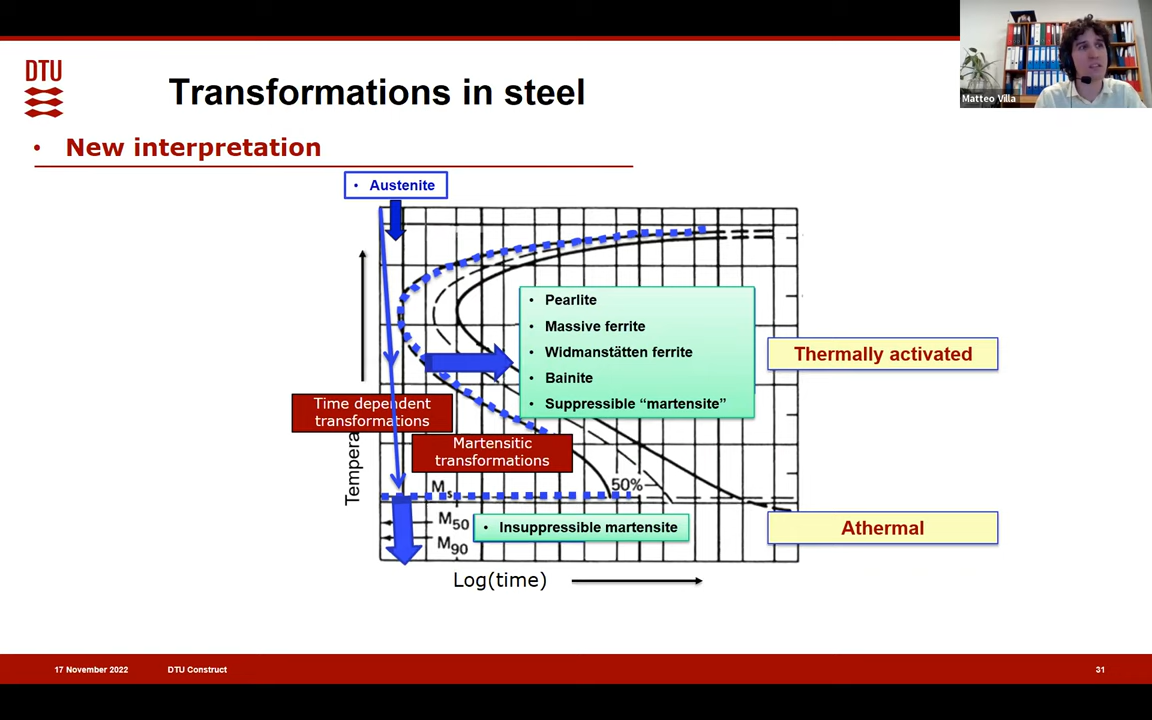 DTU
Transformations in steel
Matteo Villa
• New interpretation
• Austenite
• Pearlite
• Massive ferrite
• Widmanstätten ferrite
• Bainite
• Suppressible “martensite”
Thermally activated
Time dependent
transformations
Martensitic
transformations
Ms
50%
M50
M90
• Insuppressible martensite
Athermal
Log(time)
17 November 2022
DTU Construct
31